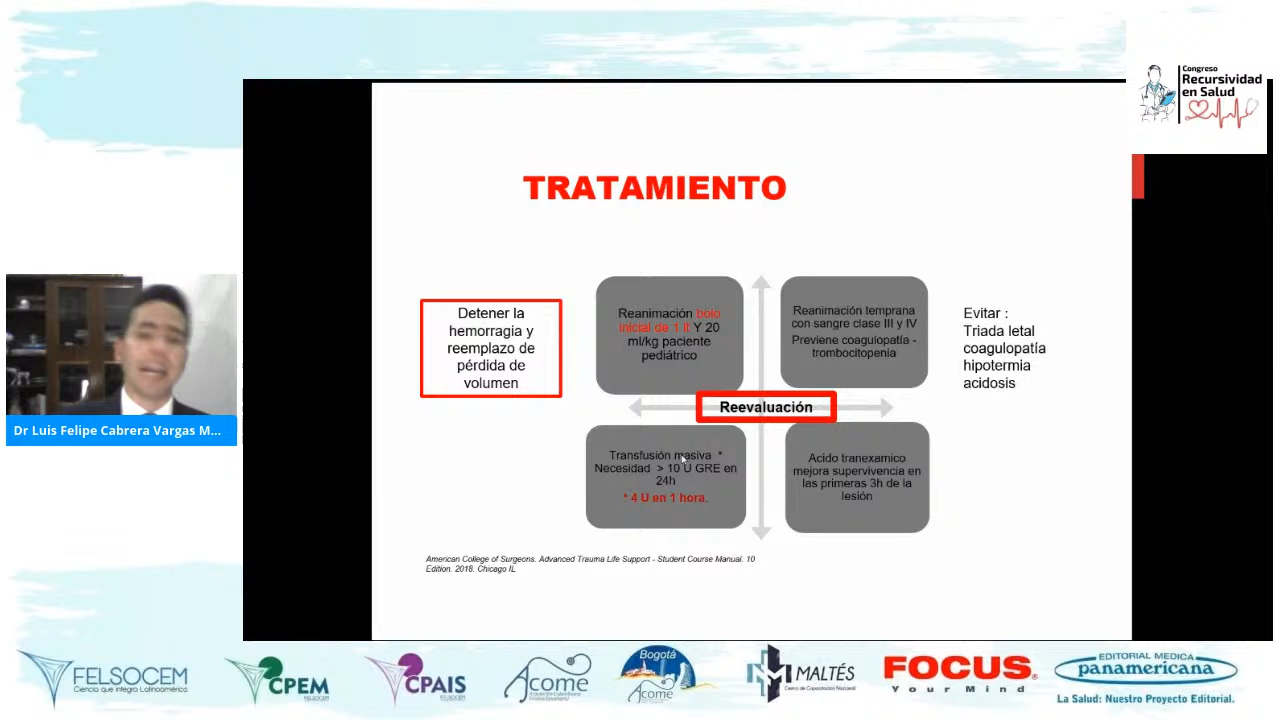 Congreso
Recursividad
en Salud
TRATAMIENTO
Detener la
hemorragia y
reemplazo de
pérdida de
volumen
Reanimación bolo
inicial de 1 lt Y 20
ml/kg paciente
pediátrico
Reanimación temprana
con sangre clase III y IV
Previene coagulopatía -
trombocitopenia
Evitar :
Triada letal
coagulopatía
hipotermia
acidosis
Reevaluación
Transfusión masiva *
Necesidad > 10 U GRE en
24h
* 4 U en 1 hora.
Acido tranexamico
mejora supervivencia en
las primeras 3h de la
lesión
Dr Luis Felipe Cabrera Vargas M...
American College of Surgeons. Advanced Trauma Life Support - Student Course Manual. 10
Edition. 2018. Chicago IL
FELSOCEM
Ciencia que integra Latinoamérica
CPEM
FELSOCEM
CPAIS
FELSOCEM
Acome
Bogotá
Acome
MALTÉS
FOCUS
Your Mind
EDITORIAL MEDICA
panamericana
La Salud: Nuestro Proyecto Editorial.